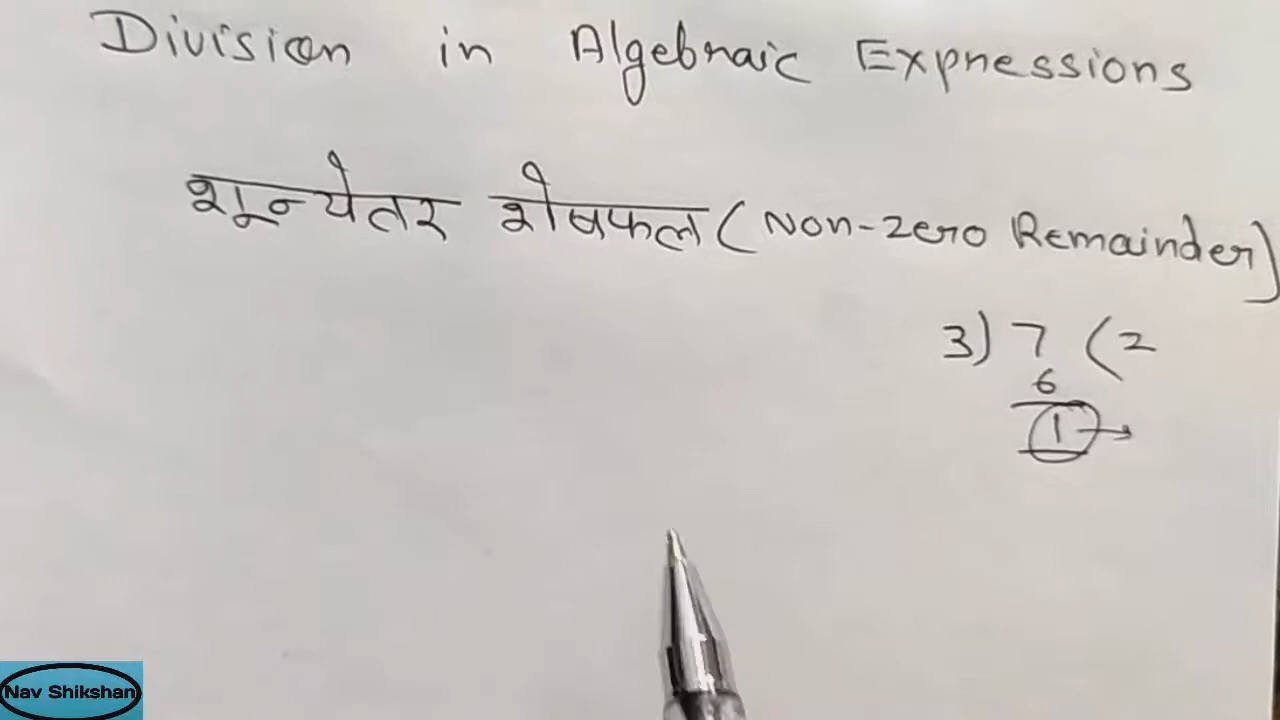 Division in Algebraic Expressions
शून्येतर शेषफल (Non-Zero Remainder)
3) 7 (2
6
1
Nav Shikshan